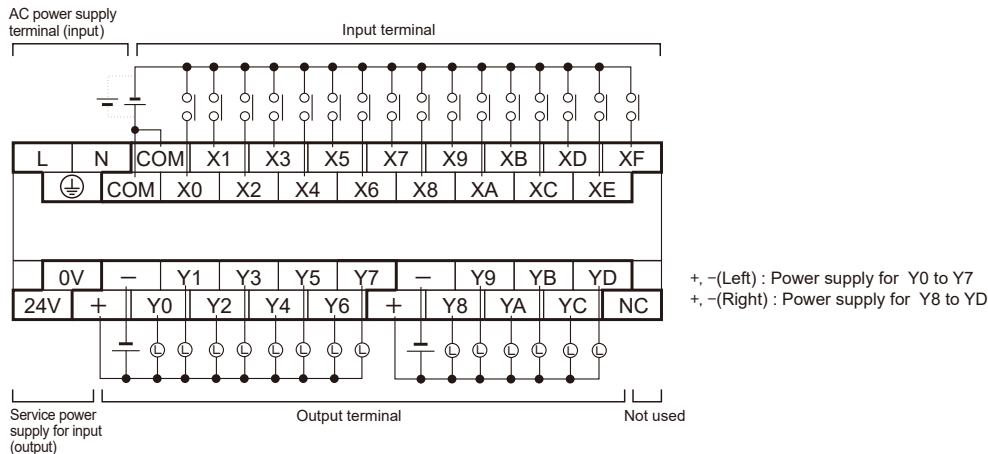 AC power supply
terminal (input)
Input terminal
L N COM X1 X3 X5 X7 X9 XB XD XF
COM X0 X2 X4 X6 X8 XA XC XE
0V − Y1 Y3 Y5 Y7 − Y9 YB YD
24V + Y0 Y2 Y4 Y6 + Y8 YA YC NC
L L L L L L L L L L L L L L
+, −(Left) : Power supply for Y0 to Y7
+, −(Right) : Power supply for Y8 to YD
Service power
supply for input
(output)
Output terminal
Not used